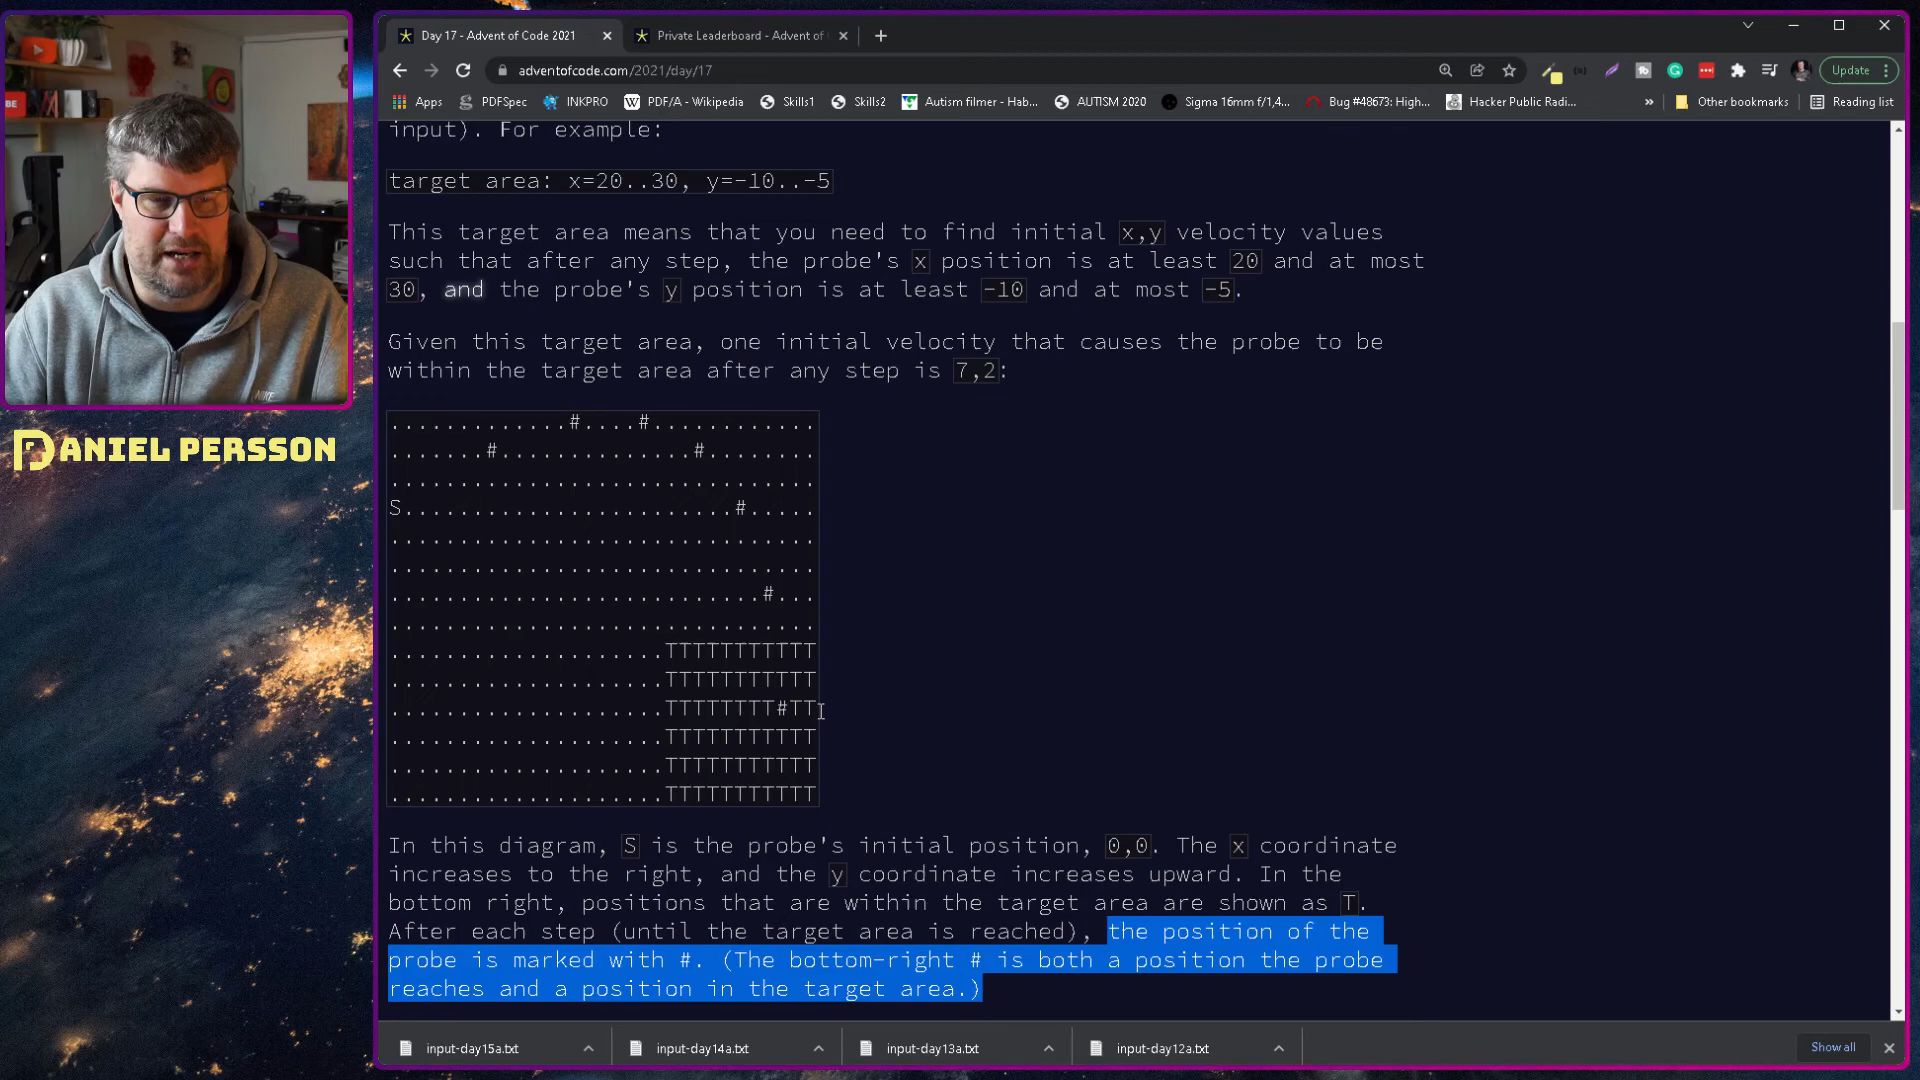 Day 17 - Advent of Code 2021
Private Leaderboard - Advent of
adventofcode.com/2021/day/17
Update
Apps
PDFSpec
INKPRO
PDF/A - Wikipedia
Skills1
Skills2
Autism filmer - Hab...
AUTISM 2020
Sigma 16mm f/1,4...
Bug #48673: High...
Hacker Public Radi...
»
Other bookmarks
Reading list
input). For example:
target area: x=20..30, y=-10..-5
This target area means that you need to find initial x,y velocity values
such that after any step, the probe's x position is at least 20 and at most
30, and the probe's y position is at least -10 and at most -5.
Given this target area, one initial velocity that causes the probe to be
within the target area after any step is 7,2:
.............#....#............
.......#..............#........
...............................
S........................#.....
...............................
...............................
...........................#...
...............................
....................TTTTTTTTTTT
....................TTTTTTTTTTT
....................TTTTTTTT#TT
....................TTTTTTTTTTT
....................TTTTTTTTTTT
....................TTTTTTTTTTT
In this diagram, S is the probe's initial position, 0,0. The x coordinate
increases to the right, and the y coordinate increases upward. In the
bottom right, positions that are within the target area are shown as T.
After each step (until the target area is reached), the position of the
probe is marked with #. (The bottom-right # is both a position the probe
reaches and a position in the target area.)
DANIEL PERSSON
input-day15a.txt
input-day14a.txt
input-day13a.txt
input-day12a.txt
Show all